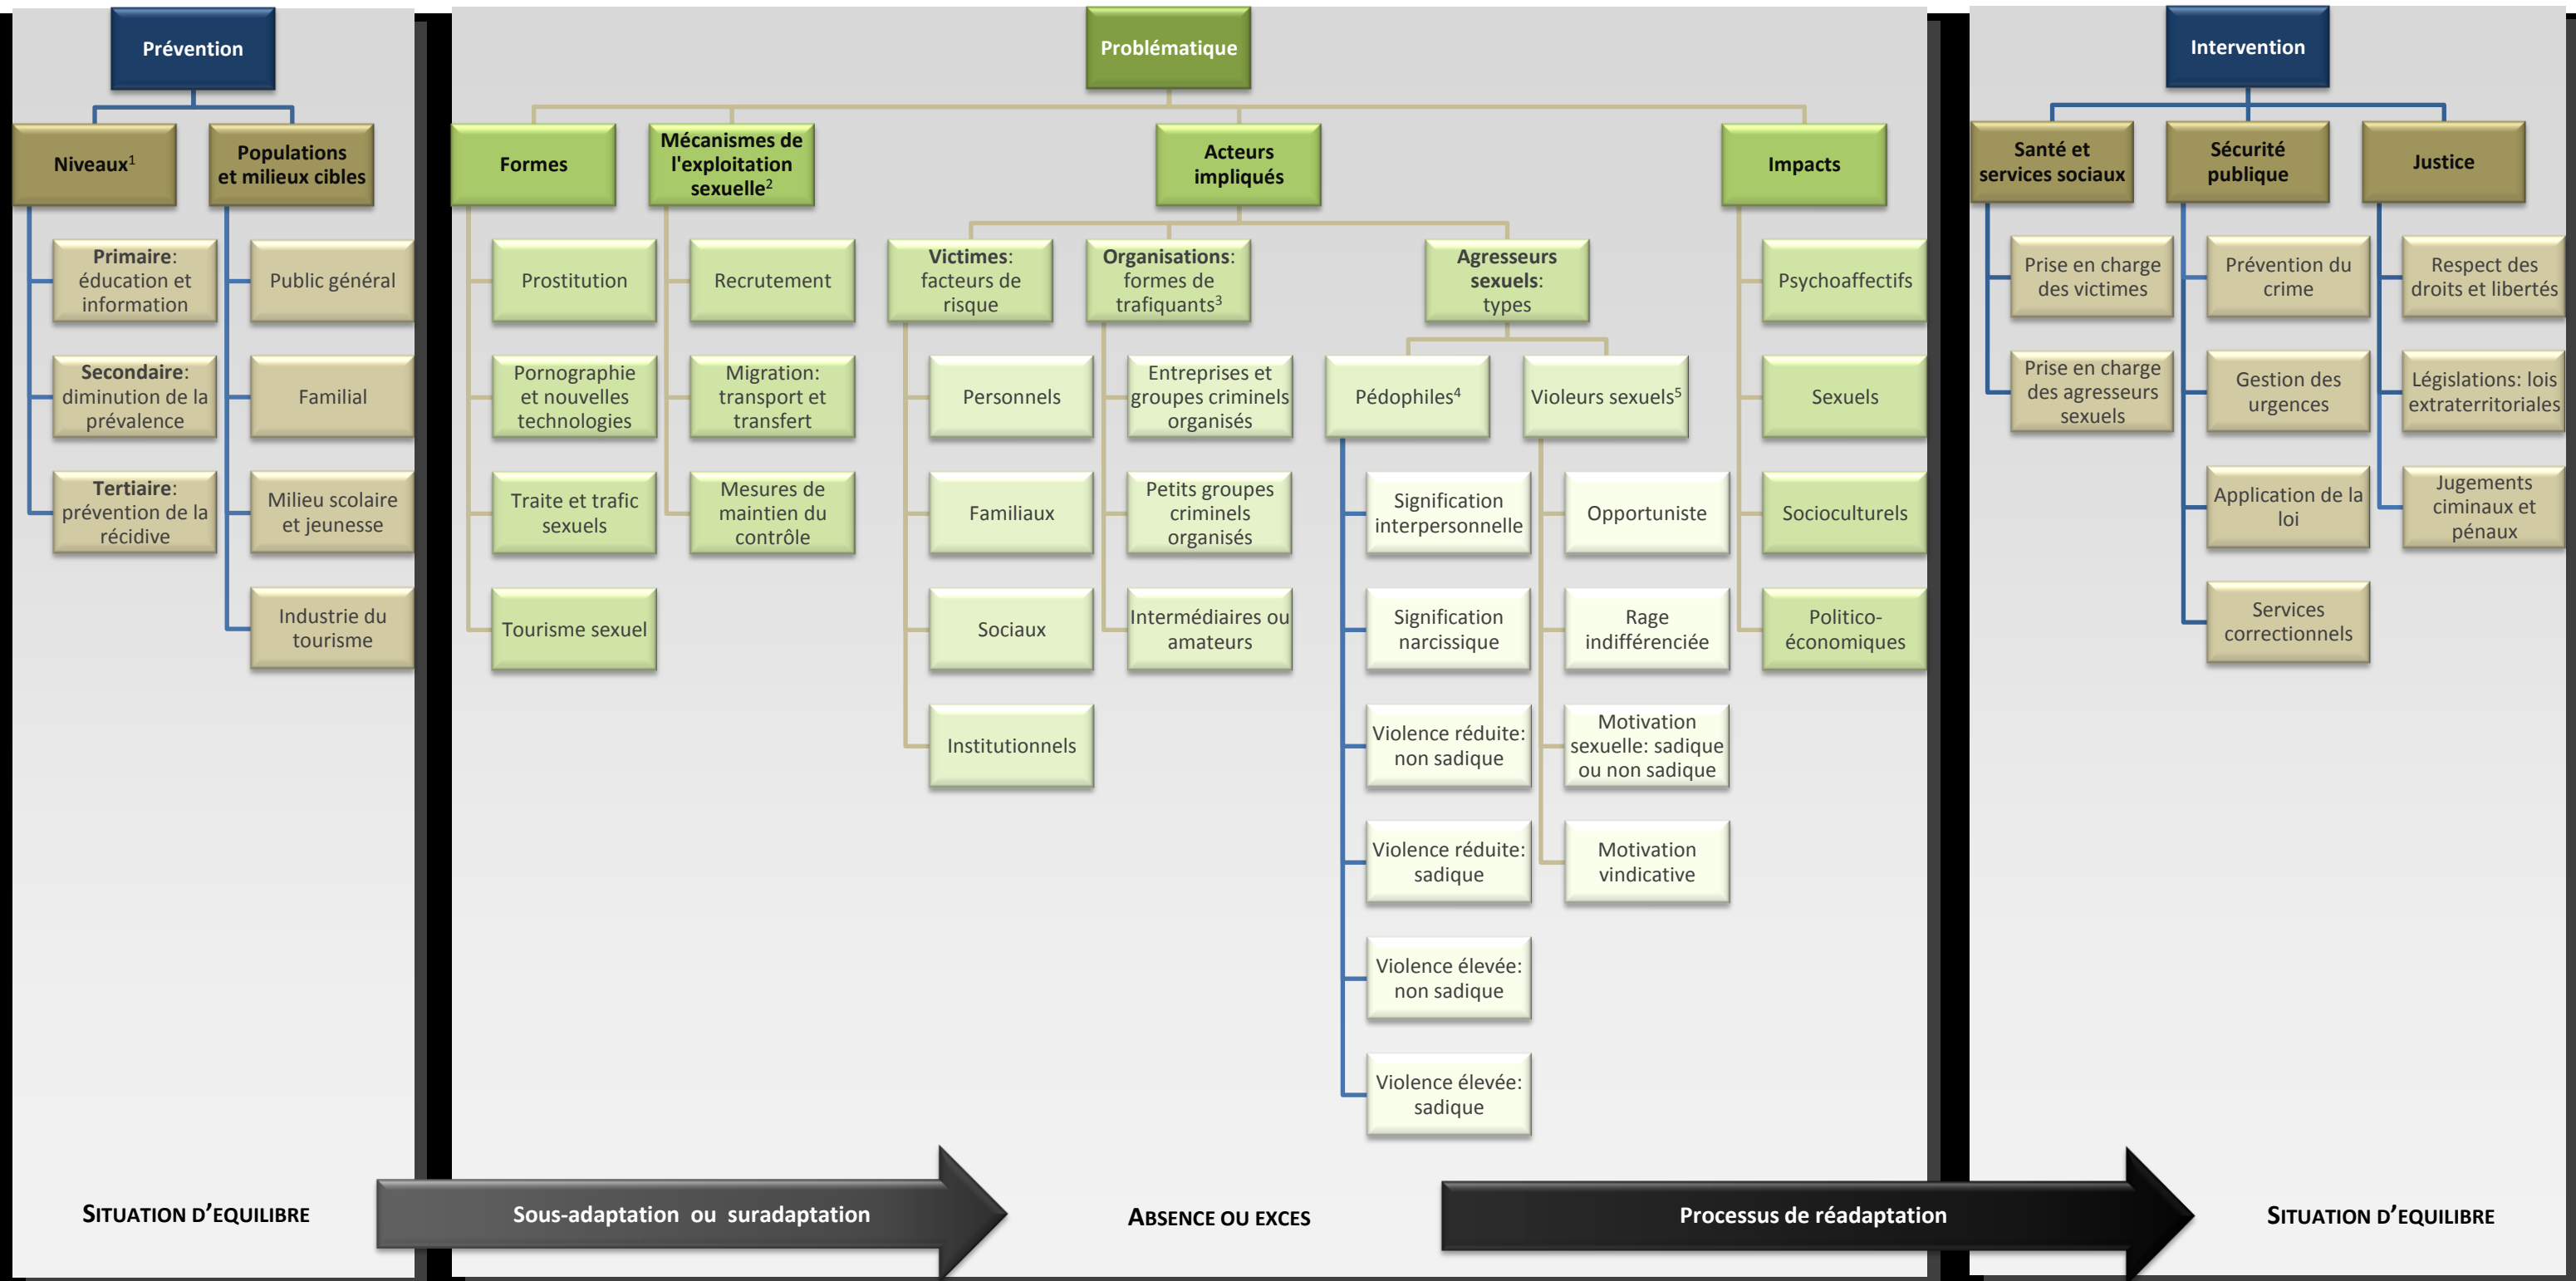 Prévention
Niveaux¹
Primaire:
éducation et
information
Secondaire:
diminution de la
prévalence
Tertiaire:
prévention de la
récidive
Populations
et milieux cibles
Public général
Familial
Milieu scolaire
et jeunesse
Industrie du
tourisme
Problématique
Formes
Prostitution
Pornographie
et nouvelles
technologies
Traite et trafic
sexuels
Tourisme sexuel
Mécanismes de
l'exploitation
sexuelle²
Recrutement
Migration:
transport et
transfert
Mesures de
maintien du
contrôle
Acteurs
impliqués
Victimes:
facteurs de
risque
Personnels
Familiaux
Sociaux
Institutionnels
Organisations:
formes de
trafiquants³
Entreprises et
groupes criminels
organisés
Petits groupes
criminels
organisés
Intermédiaires ou
amateurs
Agresseurs
sexuels:
types
Pédophiles⁴
Signification
interpersonnelle
Signification
narcissique
Violence réduite:
non sadique
Violence réduite:
sadique
Violence élevée:
non sadique
Violence élevée:
sadique
Violeurs sexuels⁵
Opportuniste
Rage
indifférenciée
Motivation
sexuelle: sadique
ou non sadique
Motivation
vindicative
Impacts
Psychoaffectifs
Sexuels
Socioculturels
Politico-
économiques
Intervention
Santé et
services sociaux
Prise en charge
des victimes
Prise en charge
des agresseurs
sexuels
Sécurité
publique
Prévention du
crime
Gestion des
urgences
Application de la
loi
Services
correctionnels
Justice
Respect des
droits et libertés
Législations: lois
extraterritoriales
Jugements
ciminaux et
pénaux
SITUATION D'EQUILIBRE
Sous-adaptation ou suradaptation
ABSENCE OU EXCES
Processus de réadaptation
SITUATION D'EQUILIBRE